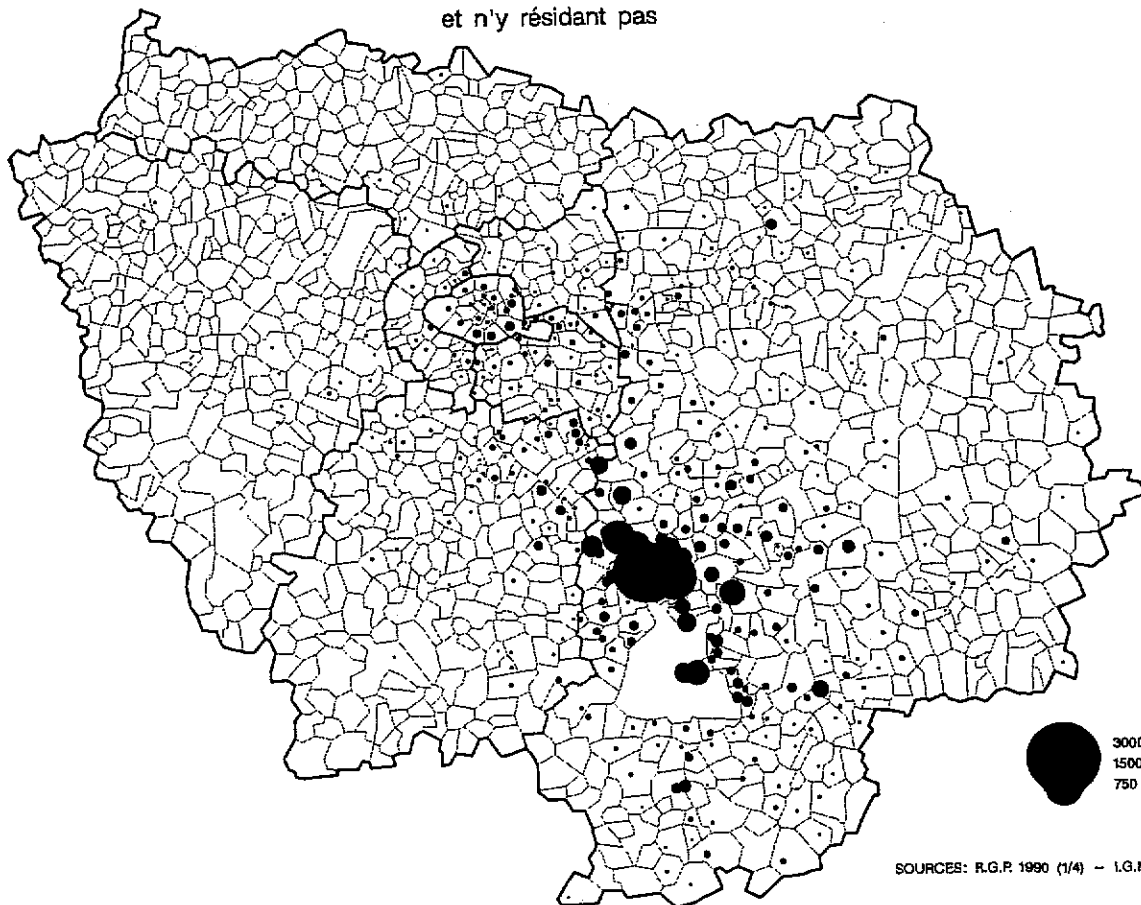 et n'y résidant pas
3000
1500
750
SOURCES: R.G.P. 1990 (1/4) – I.G.